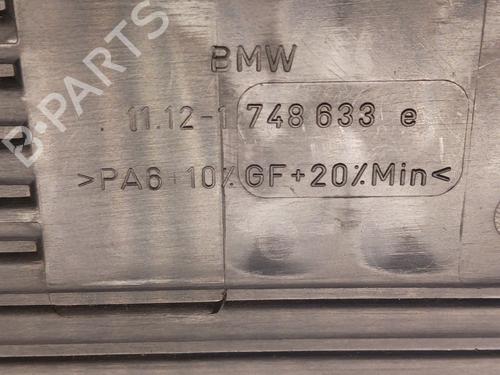 B-PARTS
BMW
11.12-1 748 633 e
>PA6+10%GF+20%Min<